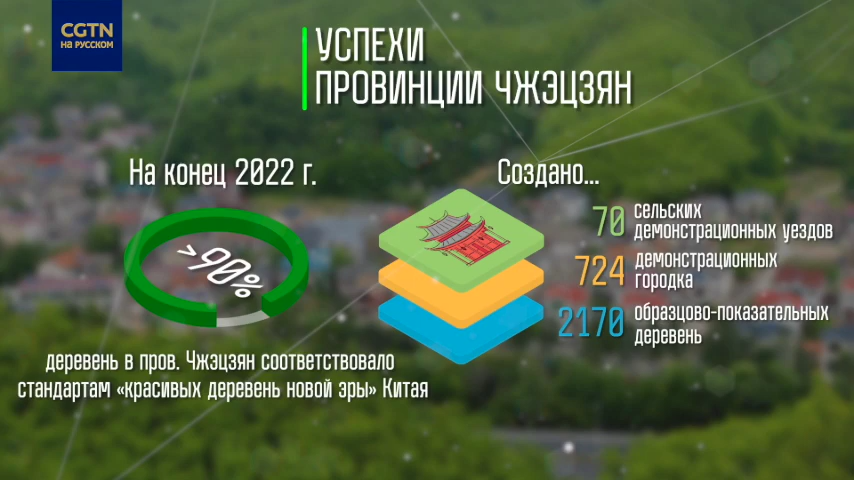 CGTN
НА РУССКОМ
УСПЕХИ
ПРОВИНЦИИ ЧЖЭЦЗЯН
На конец 2022 г.
>90%
деревень в пров. Чжэцзян соответствовало
стандартам «красивых деревень новой эры» Китая
Создано...
70 сельских
демонстрационных уездов
724 демонстрационных
городка
2170 образцово-показательных
деревень